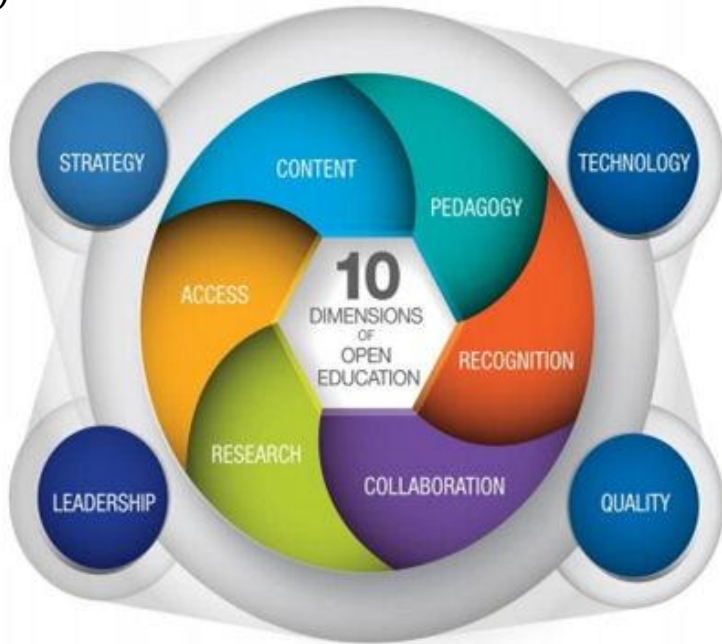 STRATEGY
CONTENT
TECHNOLOGY
PEDAGOGY
ACCESS
10
DIMENSIONS
OF
OPEN
EDUCATION
RECOGNITION
RESEARCH
COLLABORATION
LEADERSHIP
QUALITY